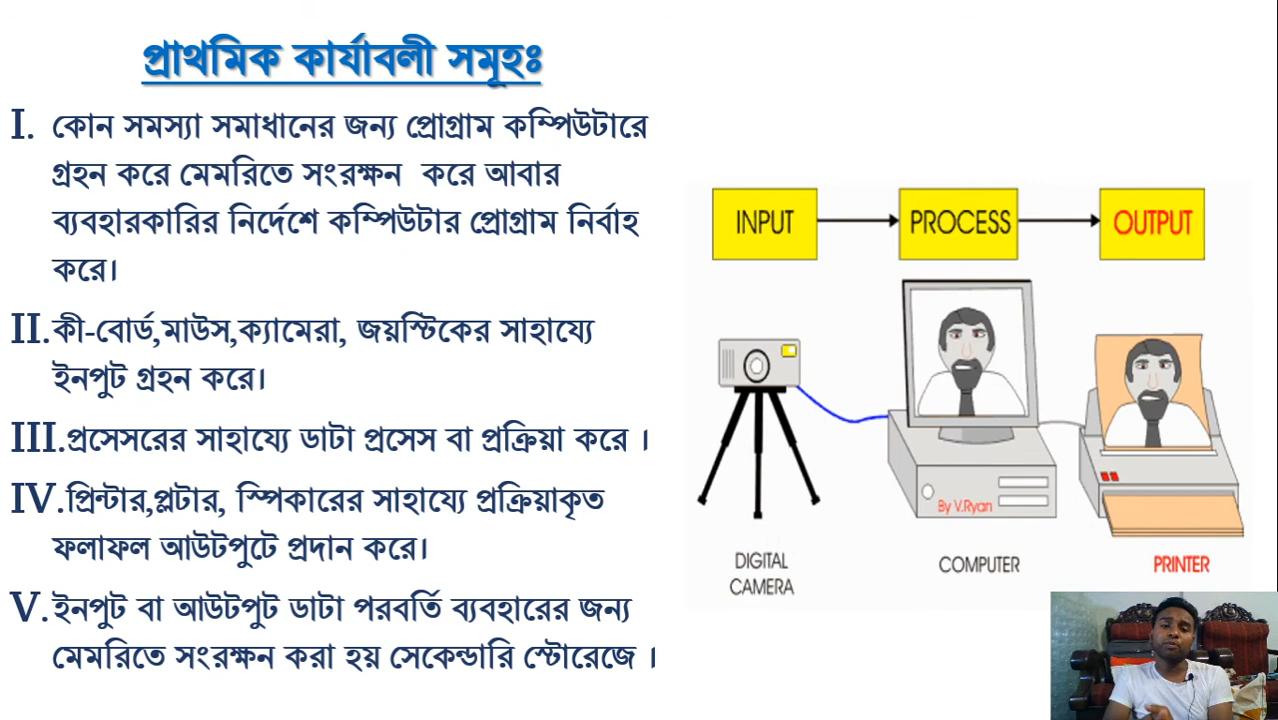 প্রাথমিক কার্যাবলী সমূহঃ
I. কোন সমস্যা সমাধানের জন্য প্রোগ্রাম কম্পিউটারে
গ্রহন করে মেমরিতে সংরক্ষন করে আবার
ব্যবহারকারির নির্দেশে কম্পিউটার প্রোগ্রাম নির্বাহ
করে।
II. কী-বোর্ড,মাউস,ক্যামেরা, জয়স্টিকের সাহায্যে
ইনপুট গ্রহন করে।
III. প্রসেসরের সাহায্যে ডাটা প্রসেস বা প্রক্রিয়া করে ।
IV. প্রিন্টার,প্লটার, স্পিকারের সাহায্যে প্রক্রিয়াকৃত
ফলাফল আউটপুটে প্রদান করে।
V. ইনপুট বা আউটপুট ডাটা পরবর্তি ব্যবহারের জন্য
মেমরিতে সংরক্ষন করা হয় সেকেন্ডারি স্টোরেজে ।
INPUT PROCESS OUTPUT
By V.Ryan
DIGITAL
CAMERA
COMPUTER
PRINTER